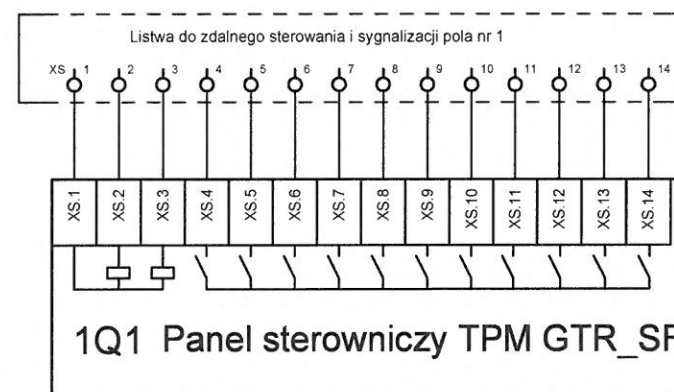 Listwa do zdalnego sterowania i sygnalizacji pola nr 1
XS 1 2 3 4 5 6 7 8 9 10 11 12 13 14
XS.1 XS.2 XS.3 XS.4 XS.5 XS.6 XS.7 XS.8 XS.9 XS.10 XS.11 XS.12 XS.13 XS.14
1Q1 Panel sterowniczy TPM GTR_SF